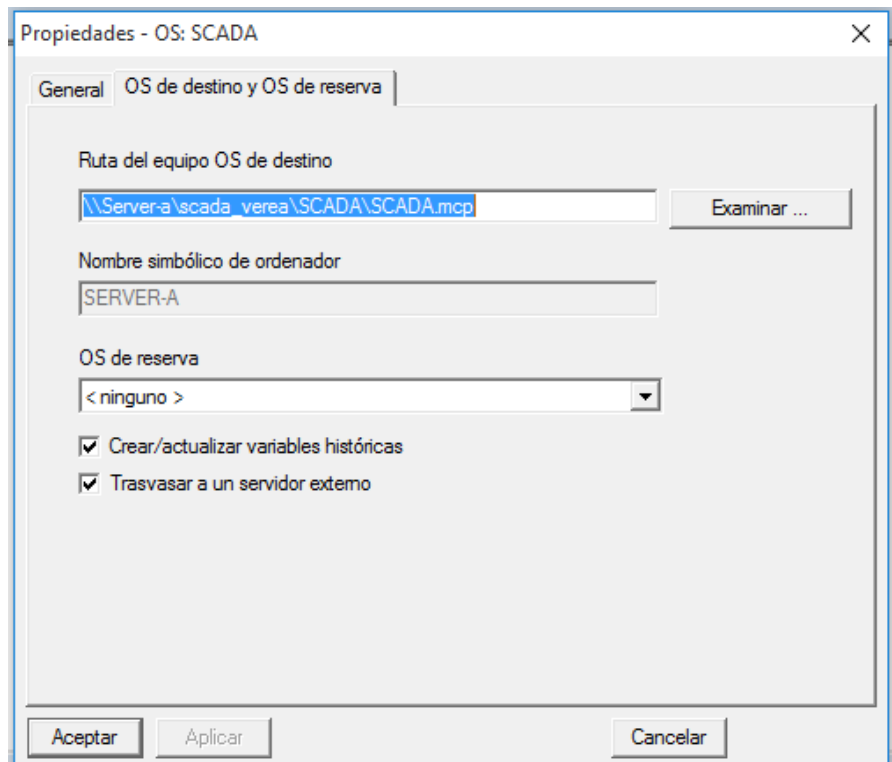 Propiedades - OS: SCADA
General OS de destino y OS de reserva
Ruta del equipo OS de destino
\\Server-a\scada_verea\SCADA\SCADA.mcp
Examinar ...
Nombre simbólico de ordenador
SERVER-A
OS de reserva
< ninguno >
Crear/actualizar variables históricas
Trasvasar a un servidor externo
Aceptar Aplicar Cancelar